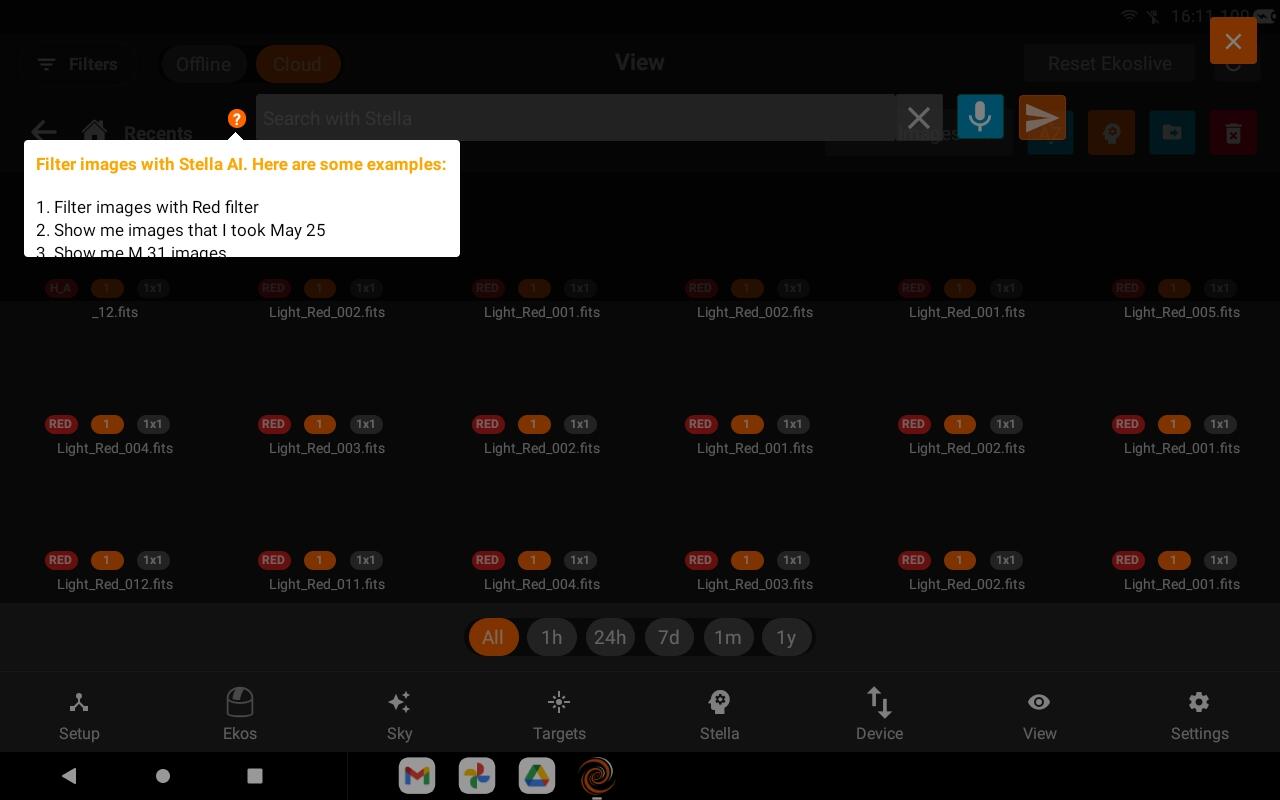 16:11 100
Filters
Offline
Cloud
View
Reset Ekoslive
Recents
?
Search with Stella
Images
AZ
Filter images with Stella AI. Here are some examples:
1. Filter images with Red filter
2. Show me images that I took May 25
3. Show me M 31 images
H_A 1 1x1 RED 1 1x1 RED 1 1x1 RED 1 1x1 RED 1 1x1 RED 1 1x1
_12.fits Light_Red_002.fits Light_Red_001.fits Light_Red_002.fits Light_Red_001.fits Light_Red_005.fits
RED 1 1x1 RED 1 1x1 RED 1 1x1 RED 1 1x1 RED 1 1x1 RED 1 1x1
Light_Red_004.fits Light_Red_003.fits Light_Red_002.fits Light_Red_001.fits Light_Red_002.fits Light_Red_001.fits
RED 1 1x1 RED 1 1x1 RED 1 1x1 RED 1 1x1 RED 1 1x1 RED 1 1x1
Light_Red_012.fits Light_Red_011.fits Light_Red_004.fits Light_Red_003.fits Light_Red_002.fits Light_Red_001.fits
All 1h 24h 7d 1m 1y
Setup Ekos Sky Targets Stella Device View Settings